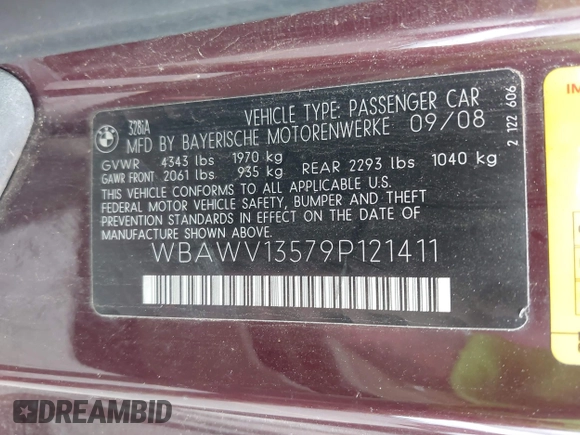 328iA
VEHICLE TYPE: PASSENGER CAR
MFD BY BAYERISCHE MOTORENWERKE 09/08
GVWR 4343 lbs 1970 kg
GAWR FRONT 2061 lbs. 935 kg REAR 2293 lbs 1040 kg
THIS VEHICLE CONFORMS TO ALL APPLICABLE U.S.
FEDERAL MOTOR VEHICLE SAFETY, BUMPER AND THEFT
PREVENTION STANDARDS IN EFFECT ON THE DATE OF
MANUFACTURE SHOWN ABOVE.
WBAWV13579P121411
2 122 606
IM
DREAMBID